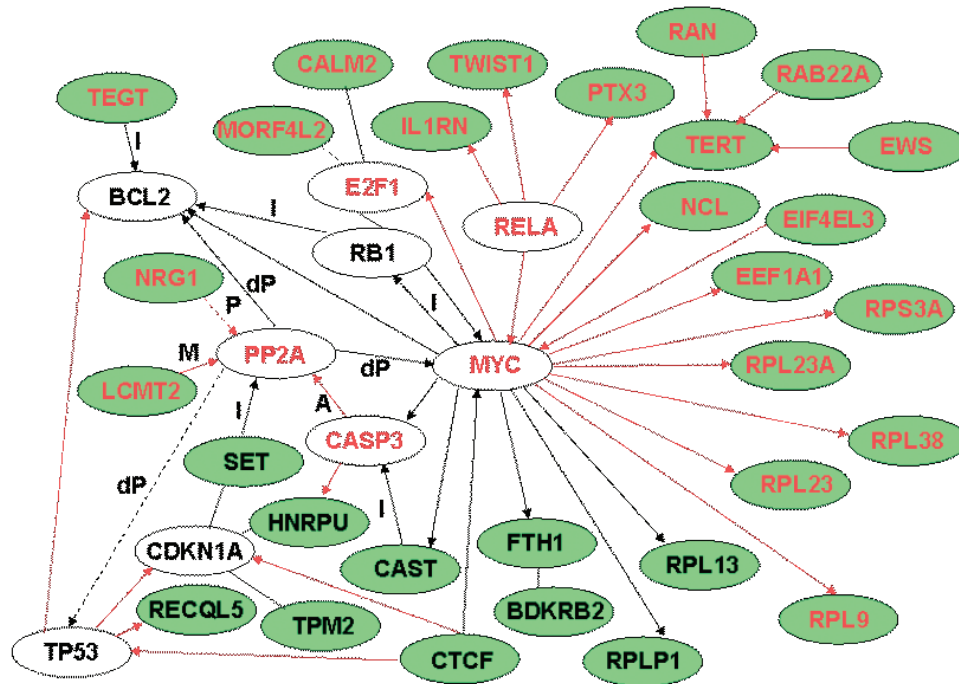 RAN
CALM2
TWIST1
RAB22A
TEGT
PTX3
MORF4L2
IL1RN
I
TERT
EWS
E2F1
BCL2
I
NCL
EIF4EL3
RELA
RB1
NRG1
dP
EEF1A1
P
I
RPS3A
M
PP2A
dP
MYC
RPL23A
LCMT2
A
I
CASP3
RPL38
SET
dP
RPL23
HNRPU
I
CDKN1A
FTH1
CAST
RPL13
RECQL5
BDKRB2
TPM2
RPL9
TP53
CTCF
RPLP1